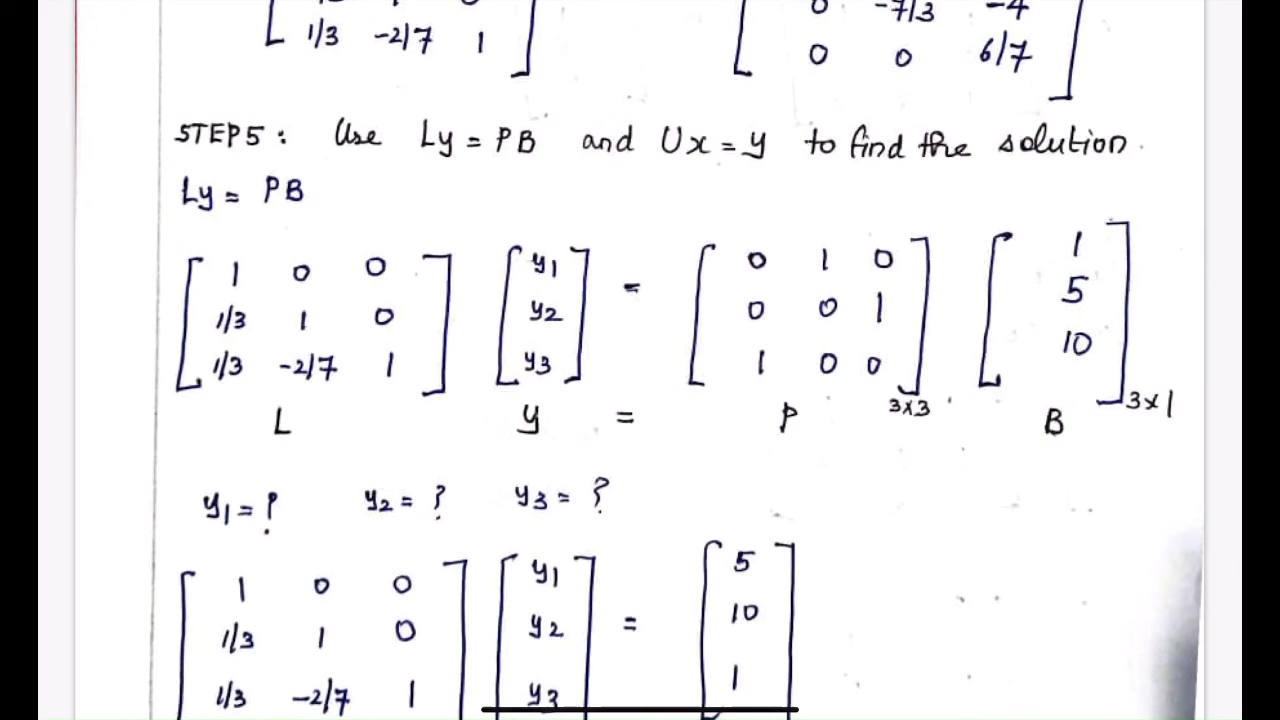 1/3 -2/7 1
0 -7/3 -4
0 0 6/7
STEP 5: Use Ly = PB and Ux = y to find the solution.
Ly = PB
1 0 0
1/3 1 0
1/3 -2/7 1
L
y1
y2
y3
y
=
=
0 1 0
0 0 1
1 0 0
3x3
P
1
5
10
3x1
B
y1 = ? y2 = ? y3 = ?
1 0 0
1/3 1 0
1/3 -2/7 1
y1
y2
y3
=
5
10
1